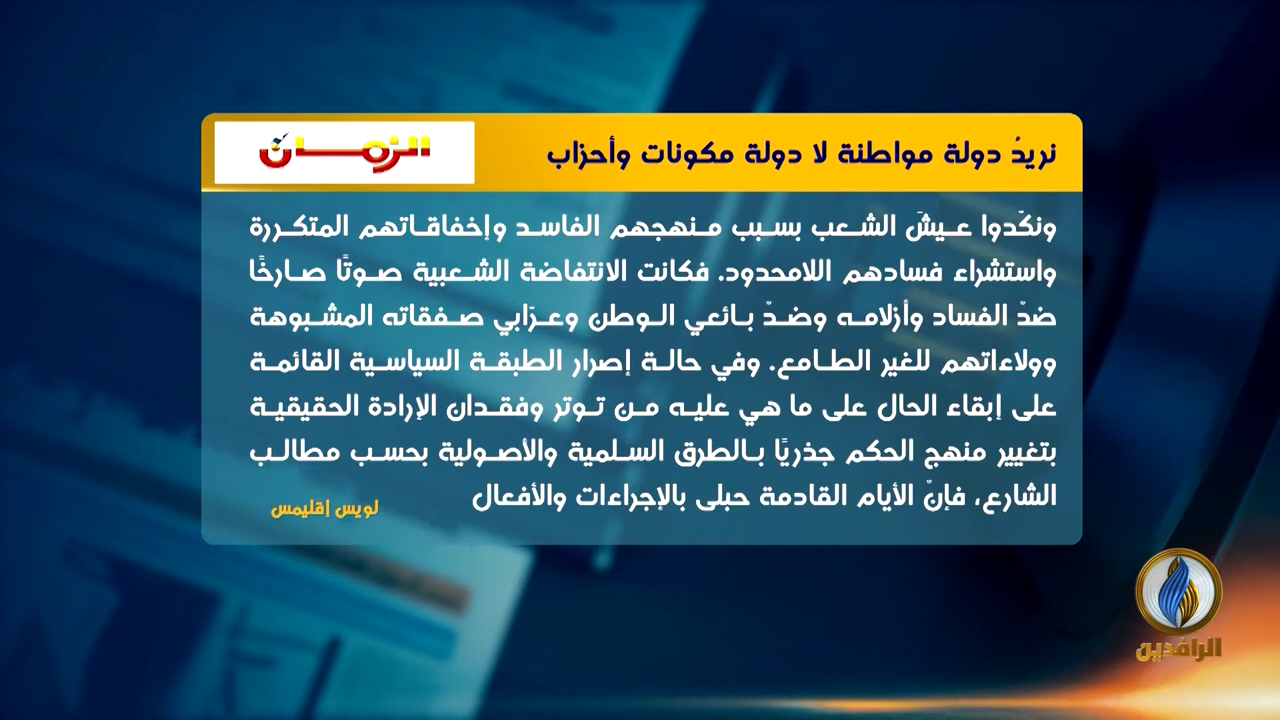 نريدُ دولة مواطنة لا دولة مكونات وأحزاب
الزمان
ونكّدوا عيشَ الشعب بسبب منهجهم الفاسد وإخفاقاتهم المتكررة
واستشراء فسادهم اللامحدود. فكانت الانتفاضة الشعبية صوتًا صارخًا
ضدّ الفساد وأزلامه وضدّ بائعي الوطن وعرّابي صفقاته المشبوهة
وولاءاتهم للغير الطامع. وفي حالة إصرار الطبقة السياسية القائمة
على إبقاء الحال على ما هي عليه من توتر وفقدان الإرادة الحقيقية
بتغيير منهج الحكم جذريًا بالطرق السلمية والأصولية بحسب مطالب
الشارع، فإنّ الأيام القادمة حبلى بالإجراءات والأفعال
لويس إقليمس
الرافدين